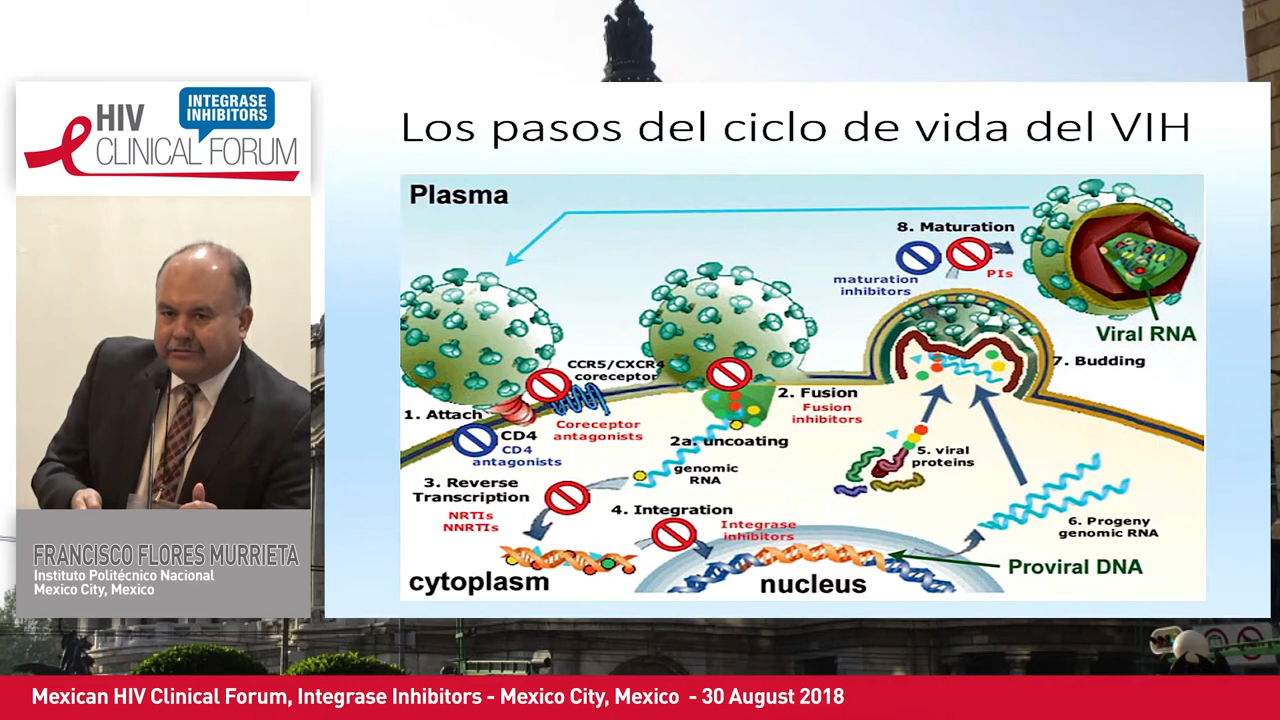 HIV
INTEGRASE
INHIBITORS
CLINICAL FORUM
Los pasos del ciclo de vida del VIH
Plasma
8. Maturation
maturation
inhibitors
PIs
Viral RNA
7. Budding
CCR5/CXCR4
coreceptor
1. Attach
Coreceptor
antagonists
CD4
CD4
antagonists
2. Fusion
Fusion
inhibitors
2a. uncoating
genomic
RNA
3. Reverse
Transcription
NRTIs
NNRTIs
4. Integration
Integrase
inhibitors
5. viral
proteins
6. Progeny
genomic RNA
Proviral DNA
cytoplasm
nucleus
FRANCISCO FLORES MURRIETA
Instituto Politécnico Nacional
Mexico City, Mexico
Mexican HIV Clinical Forum, Integrase Inhibitors - Mexico City, Mexico - 30 August 2018